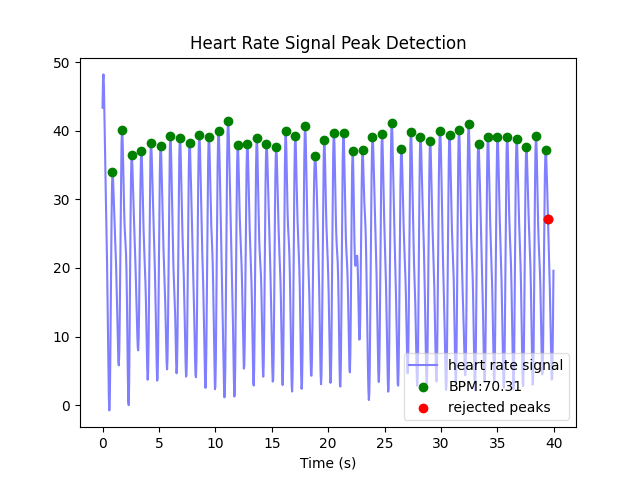 Heart Rate Signal Peak Detection
50
40
30
20
10
0
heart rate signal
BPM:70.31
rejected peaks
0 5 10 15 20 25 30 35 40
Time (s)